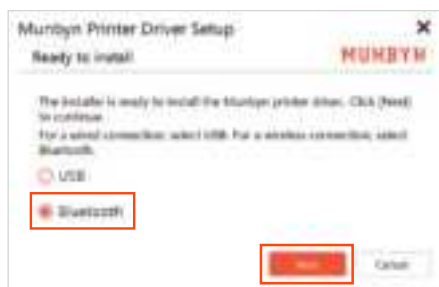 Munbyn Printer Driver Setup
Ready to install
MUNBYN
The installer is ready to install the Munbyn printer driver. Click [Next]
to continue.
For a wired connection, select USB. For a wireless connection, select
Bluetooth.
USB
Bluetooth
Next
Cancel